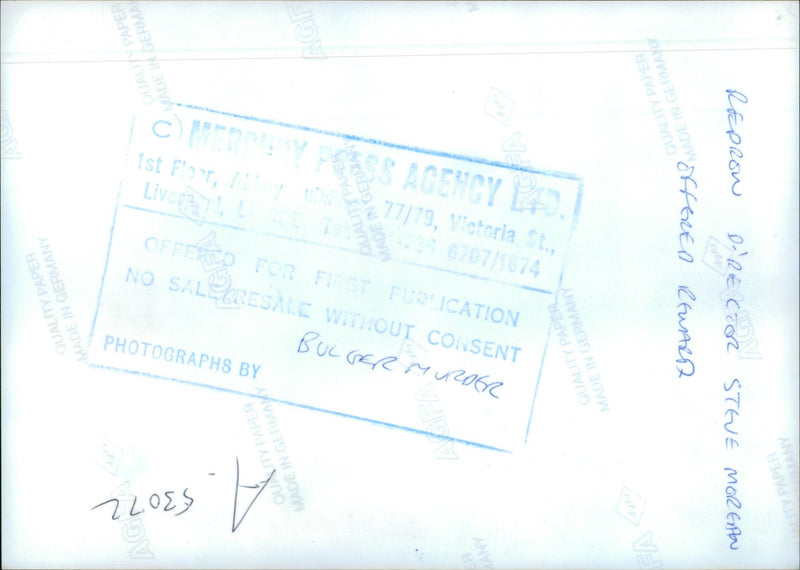 © MERCURY PRESS AGENCY LTD.
1st Floor, Abbey 77/79, Victoria St.,
Liverpool, Tel. 6707/1674
OFFERED FOR FIRST PUBLICATION
NO SALE/RESALE WITHOUT CONSENT
PHOTOGRAPHS BY
BULGER MURDER
REDROW DIRECTOR STEVE MORGAN
OFFERED REWARD
A
53072
AGFA
QUALITY PAPER
MADE IN GERMANY